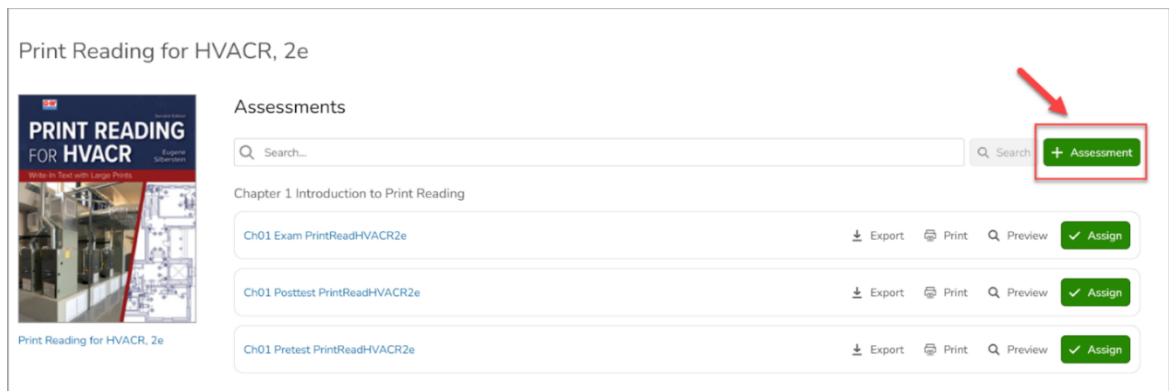 Print Reading for HVACR, 2e
PRINT READING
FOR HVACR
Eugene
Silberstein
Write-In Text with Large Prints
Print Reading for HVACR, 2e
Assessments
Search...
Search
+ Assessment
Chapter 1 Introduction to Print Reading
Ch01 Exam PrintReadHVACR2e Export Print Preview Assign
Ch01 Posttest PrintReadHVACR2e Export Print Preview Assign
Ch01 Pretest PrintReadHVACR2e Export Print Preview Assign